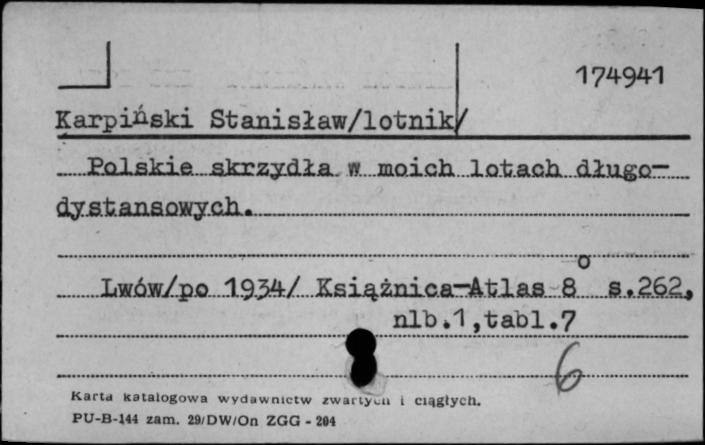 174941
Karpiński Stanisław/lotnik/
Polskie skrzydła w moich lotach długo-
dystansowych.
Lwów/po 1934/ Książnica-Atlas 8° s.262,
nlb.1,tabl.7
6
Karta katalogowa wydawnictw zwartych i ciągłych.
PU-B-144 zam. 29/DW/On ZGG - 204